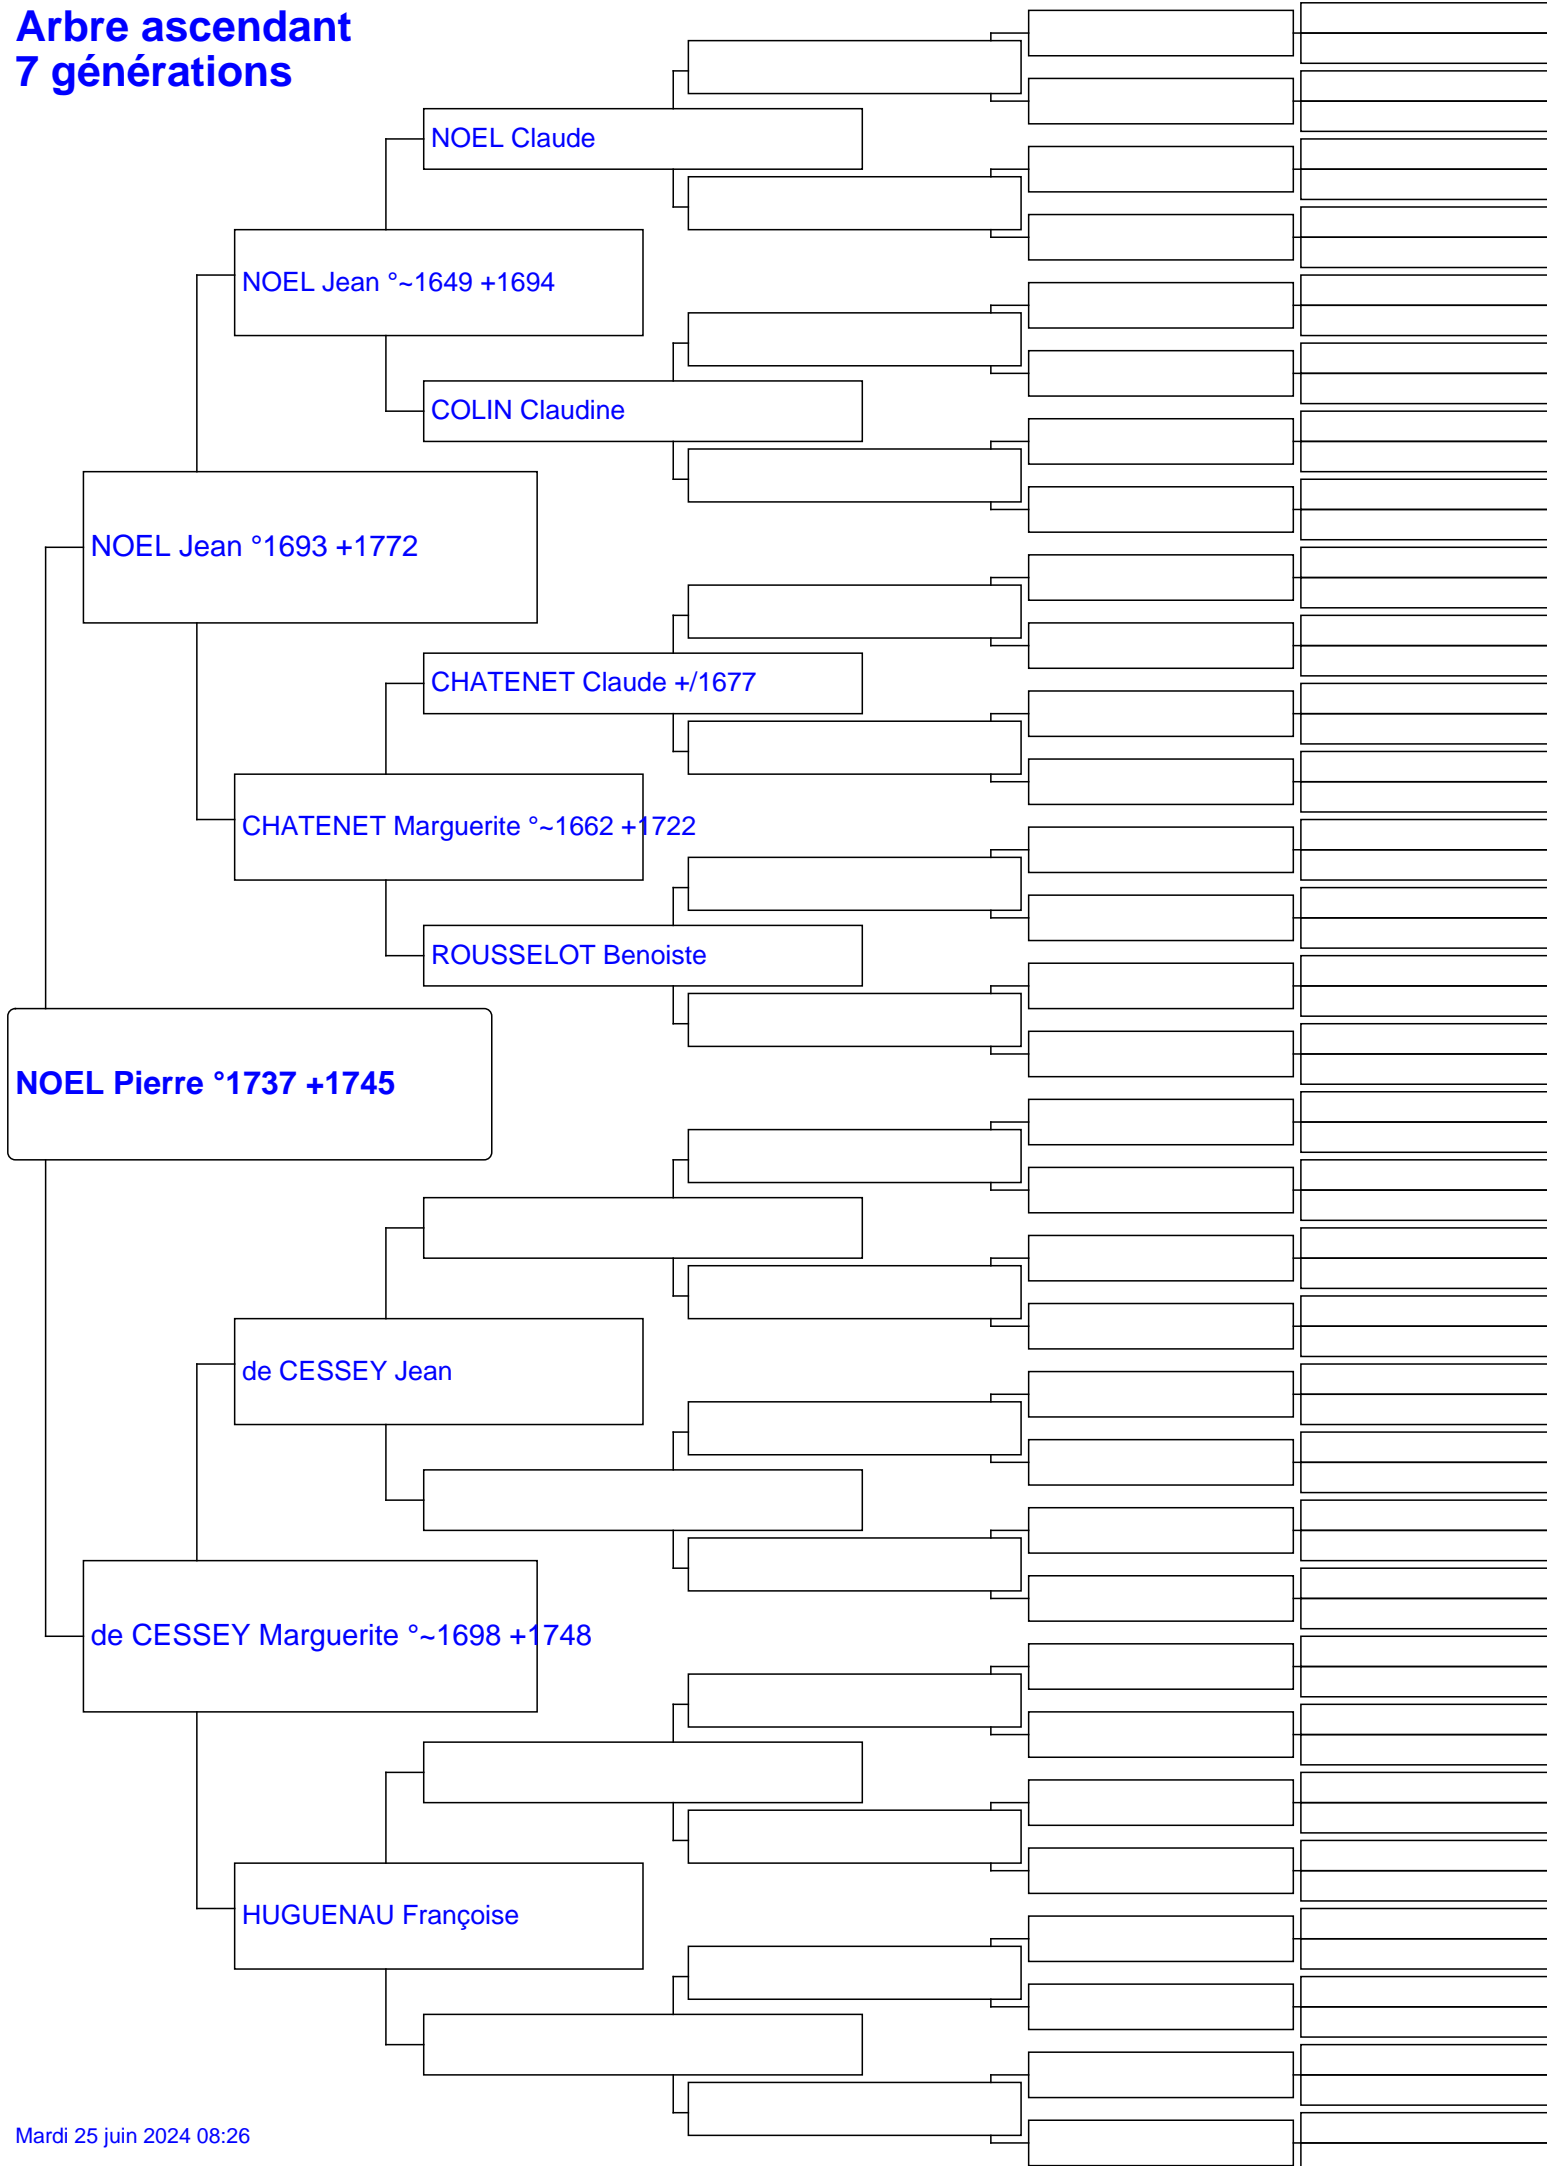 Arbre ascendant
7 générations
NOEL Claude
NOEL Jean °~1649 +1694
COLIN Claudine
NOEL Jean °1693 +1772
CHATENET Claude +/1677
CHATENET Marguerite °~1662 +1722
ROUSSELOT Benoiste
NOEL Pierre °1737 +1745
de CESSEY Jean
de CESSEY Marguerite °~1698 +1748
HUGUENAU Françoise
Mardi 25 juin 2024 08:26